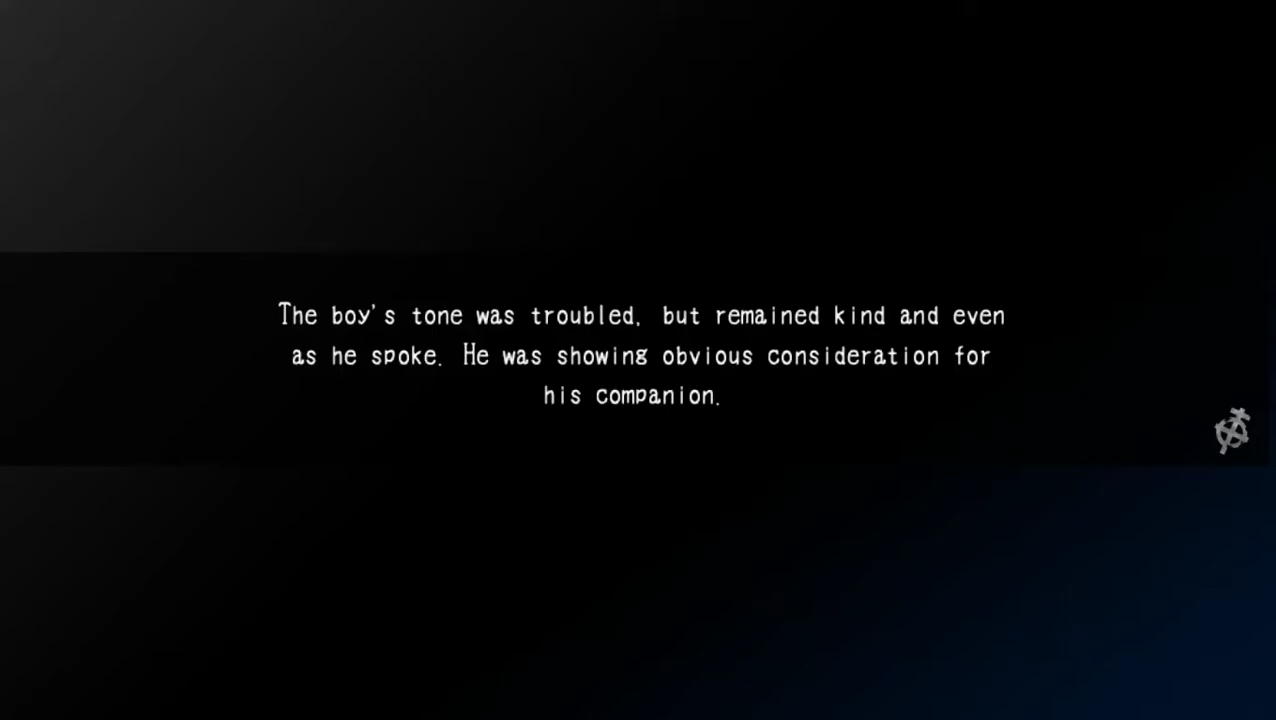 The boy's tone was troubled, but remained kind and even
as he spoke. He was showing obvious consideration for
his companion.